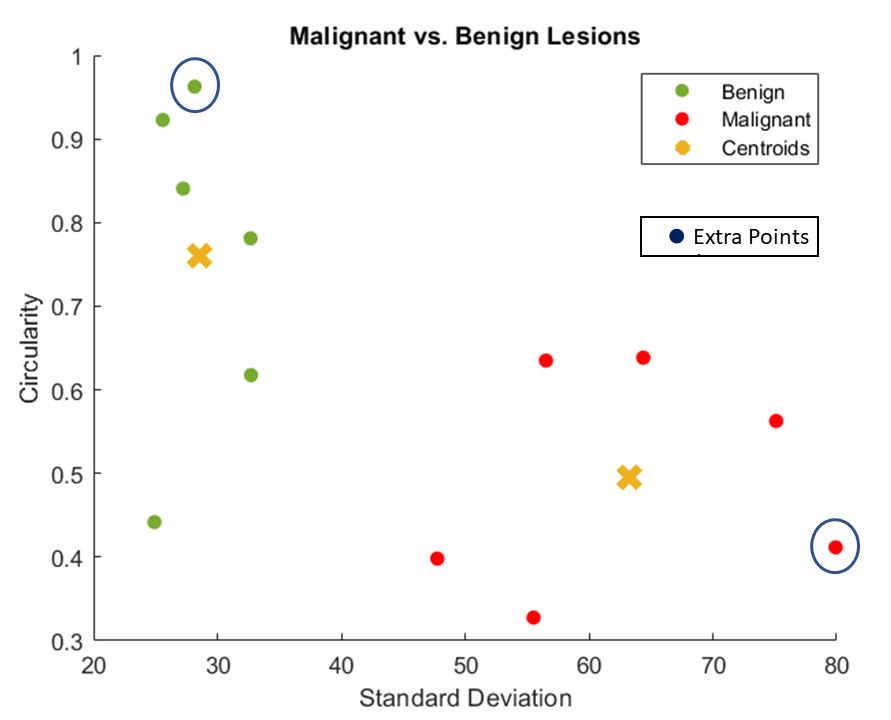 Malignant vs. Benign Lesions
1
0.9
0.8
0.7
0.6
0.5
0.4
0.3
Circularity
Benign
Malignant
Centroids
Extra Points
20 30 40 50 60 70 80
Standard Deviation